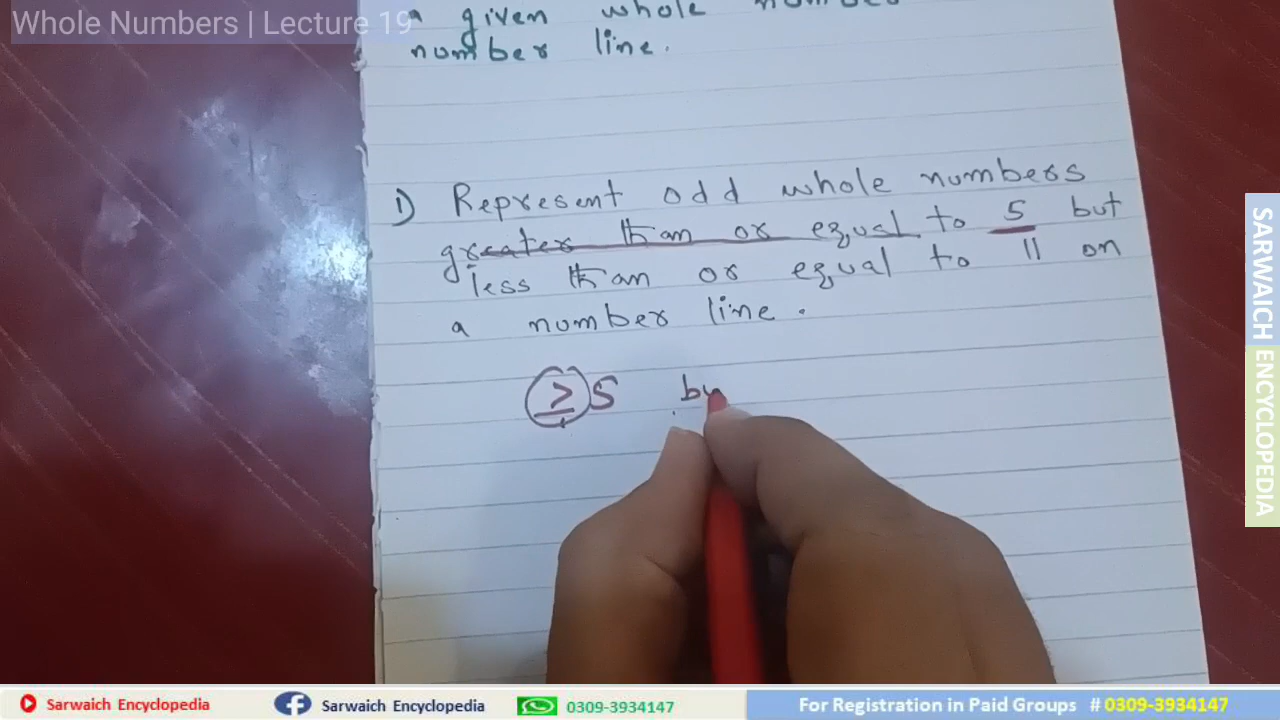 Whole Numbers | Lecture 19
a given whole number
number line.
1) Represent odd whole numbers
greater than or equal to 5 but
less than or equal to 11 on
a number line.
≥ 5 bu
SARWAICH ENCYCLOPEDIA
Sarwaich Encyclopedia Sarwaich Encyclopedia 0309-3934147 For Registration in Paid Groups # 0309-3934147